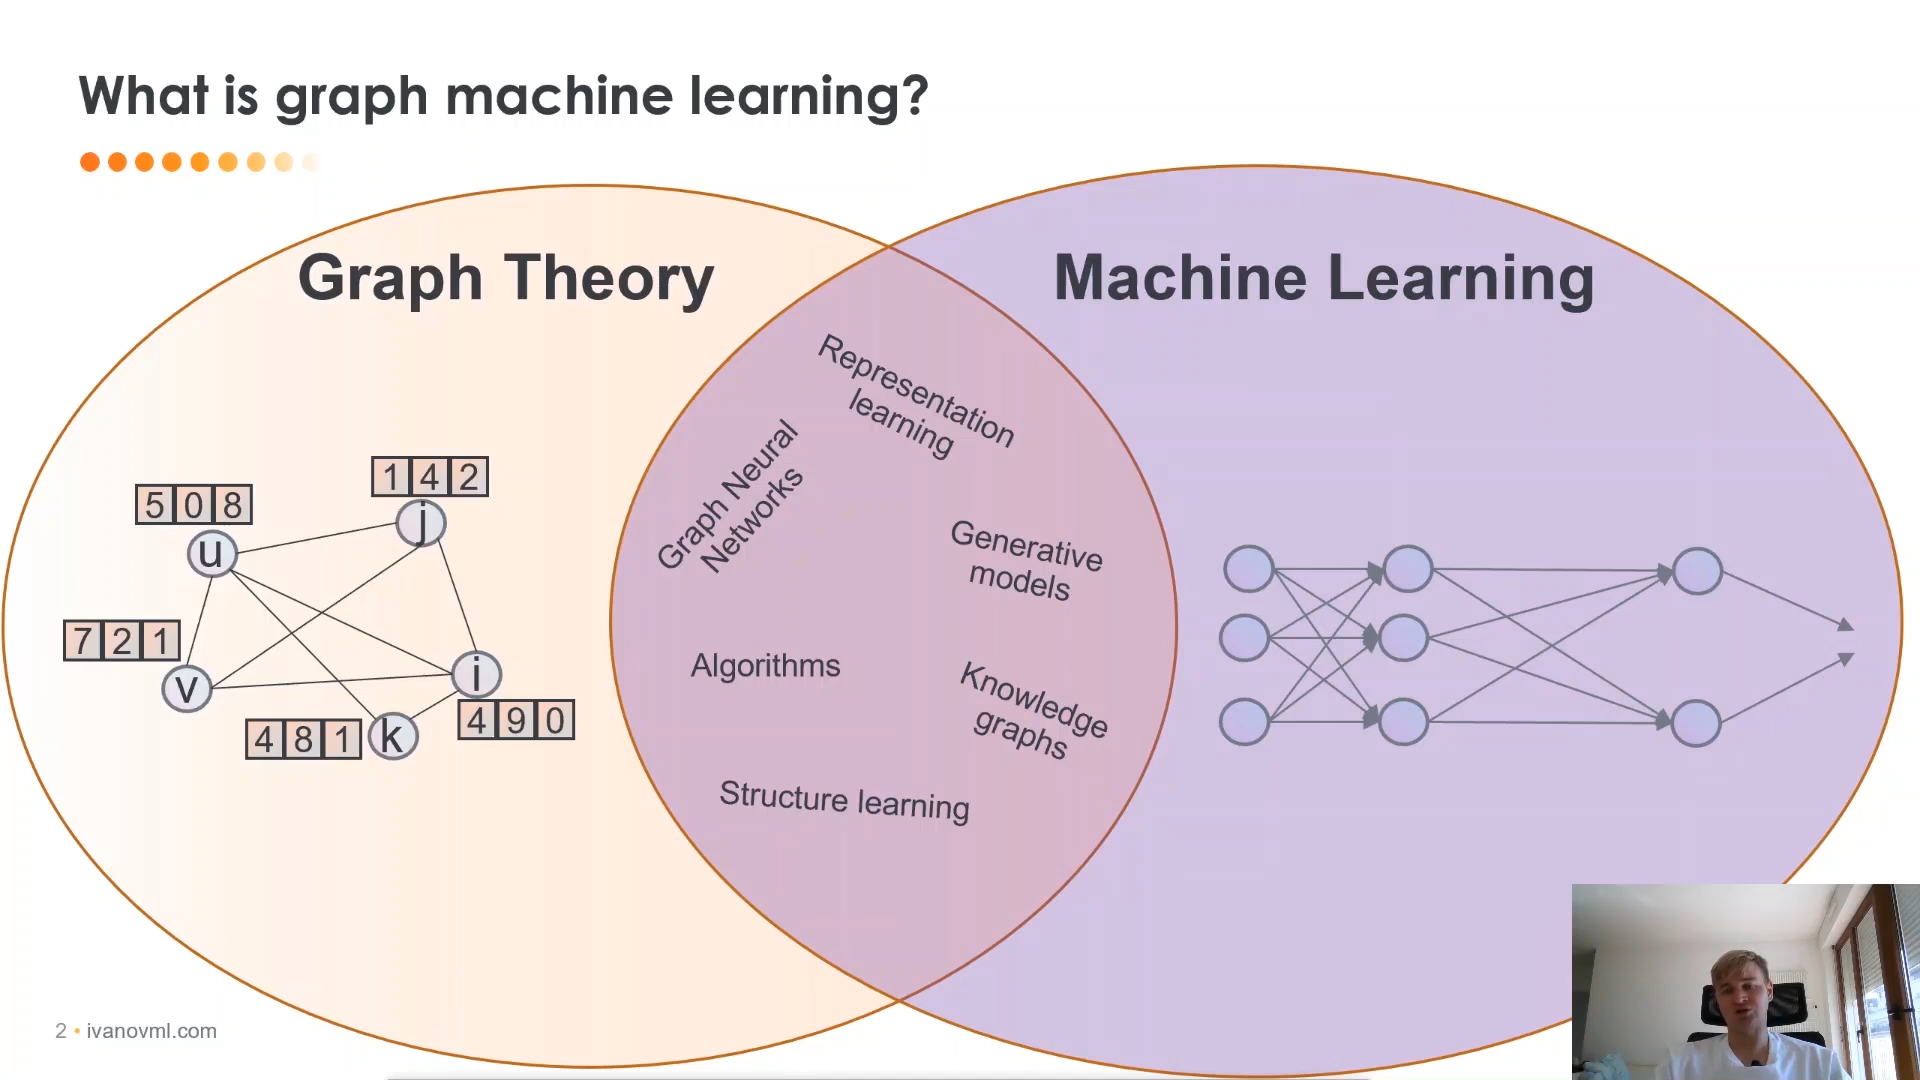 What is graph machine learning?
Graph Theory
Machine Learning
Representation
learning
Graph Neural
Networks
Generative
models
Algorithms
Knowledge
graphs
Structure learning
1 4 2
5 0 8
j
u
7 2 1
v
i
4 9 0
4 8 1
k
2 • ivanovml.com